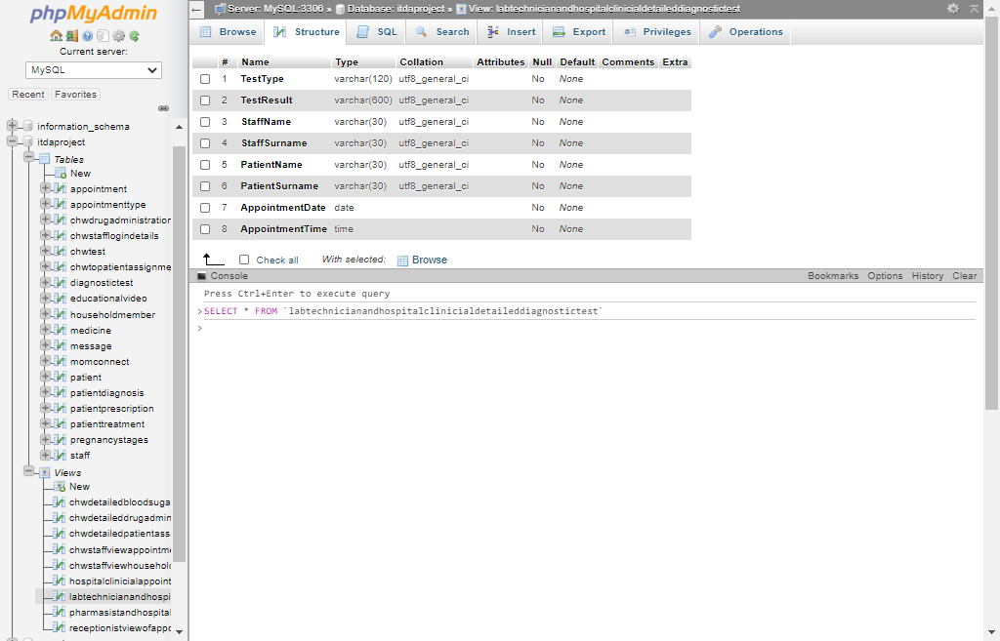 phpMyAdmin
Current server:
MySQL
Recent Favorites
information_schema
itdaproject
Tables
New
appointment
appointmenttype
chwdrugadministration
chwstafflogindetails
chwtest
chwtopatientassignme
diagnostictest
educationalvideo
householdmember
medicine
message
momconnect
patient
patientdiagnosis
patientprescription
patienttreatment
pregnancystages
staff
Views
New
chwdetailedbloodsuga
chwdetaileddrugadmin
chwdetailedpatientass
chwstaffviewappointme
chwstaffviewhousehold
hospitalclinicialappoint
labtechnicianandhospi
pharmasistandhospital
receptionistviewofappo
Server: MySQL:3306 » Database: itdaproject » View: labtechnicianandhospitalclinicialdetaileddiagnostictest
Browse Structure SQL Search Insert Export Privileges Operations
# Name Type Collation Attributes Null Default Comments Extra
1 TestType varchar(120) utf8_general_ci No None
2 TestResult varchar(600) utf8_general_ci No None
3 StaffName varchar(30) utf8_general_ci No None
4 StaffSurname varchar(30) utf8_general_ci No None
5 PatientName varchar(30) utf8_general_ci No None
6 PatientSurname varchar(30) utf8_general_ci No None
7 AppointmentDate date No None
8 AppointmentTime time No None
Check all With selected: Browse
Console Bookmarks Options History Clear
Press Ctrl+Enter to execute query
>SELECT * FROM `labtechnicianandhospitalclinicialdetaileddiagnostictest`
>